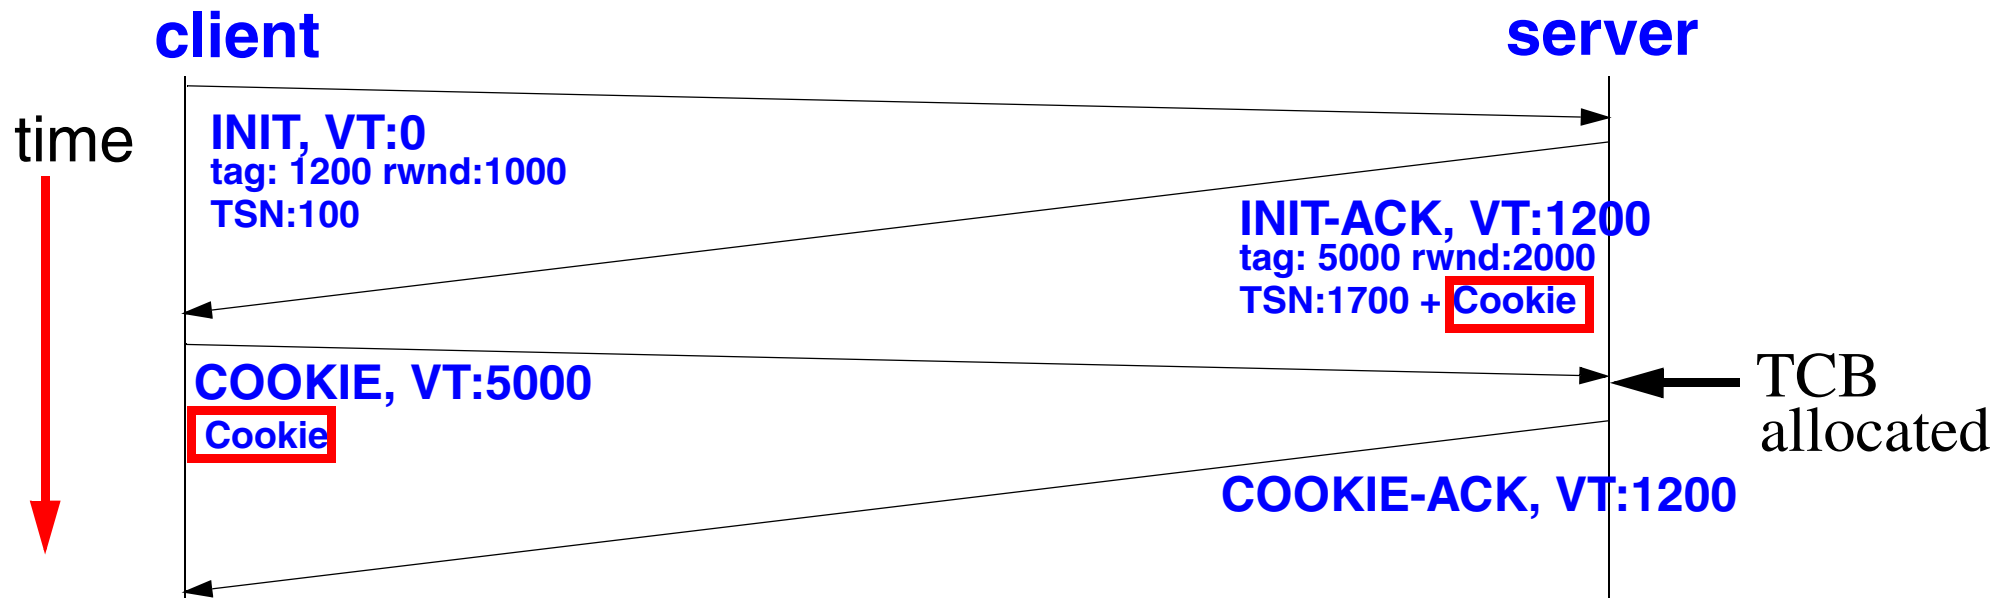 client
server
time
INIT, VT:0
tag: 1200 rwnd:1000
TSN:100
INIT-ACK, VT:1200
tag: 5000 rwnd:2000
TSN:1700 + Cookie
COOKIE, VT:5000
Cookie
TCB
allocated
COOKIE-ACK, VT:1200